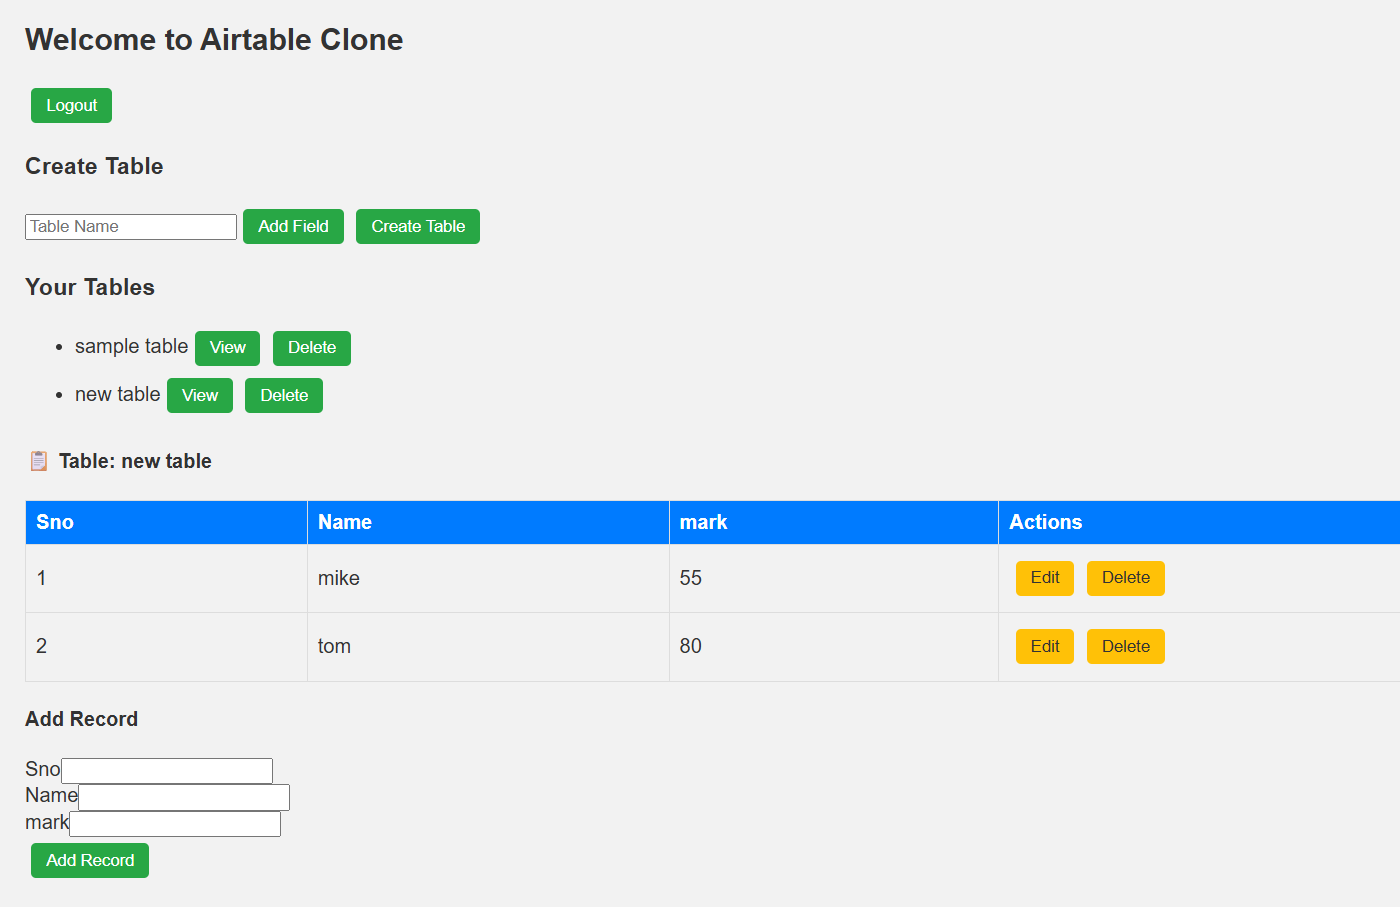 Welcome to Airtable Clone
Logout
Create Table
Table Name Add Field Create Table
Your Tables
• sample table View Delete
• new table View Delete
📋 Table: new table
Sno Name mark Actions
1 mike 55 Edit Delete
2 tom 80 Edit Delete
Add Record
Sno
Name
mark
Add Record